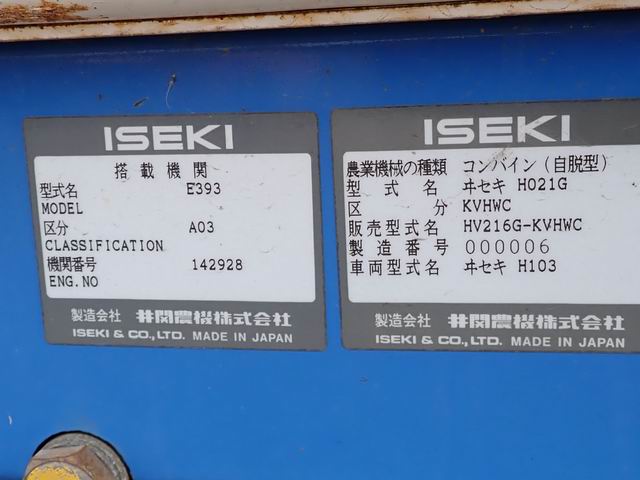 ISEKI
搭載機関
型式名 E393
MODEL
区分 A03
CLASSIFICATION
機関番号 142928
ENG.NO
製造会社 井関農機株式会社
ISEKI & CO., LTD. MADE IN JAPAN
ISEKI
農業機械の種類 コンバイン(自脱型)
型式名 ヰセキ HO21G
区分 KVHWC
販売型式名 HV216G-KVHWC
製造番号 000006
車両型式名 ヰセキ H103
製造会社 井関農機株式会社
ISEKI & CO., LTD. MADE IN JAPAN